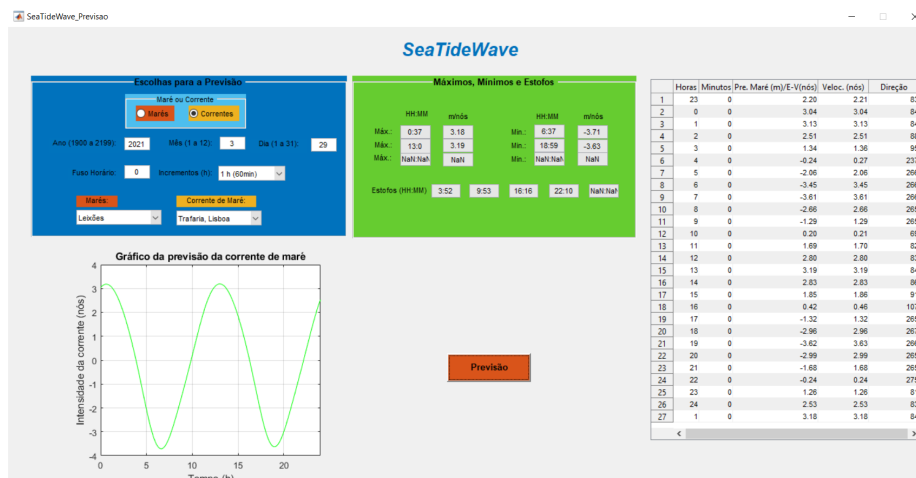 SeaTideWave_Previsao
SeaTideWave
Escolhas para a Previsão
Maré ou Corrente
Marés Correntes
Ano (1900 a 2199): 2021 Mês (1 a 12): 3 Dia (1 a 31): 29
Fuso Horário: 0 Incrementos (h): 1 h (60min)
Marés: Corrente de Maré:
Leixões Trafaria, Lisboa
Máximos, Mínimos e Estofos
HH:MM m/nós HH:MM m/nós
Máx.: 0:37 3.18 Min.: 6:37 -3.71
Máx.: 13:0 3.19 Min.: 18:59 -3.63
Máx.: NaN:NaN NaN Min.: NaN:NaN NaN
Estofos (HH:MM) 3:52 9:53 16:16 22:10 NaN:NaN
Gráfico da previsão da corrente de maré
Intensidade da corrente (nós)
4
3
2
1
0
-1
-2
-3
-4
0 5 10 15 20
Tempo (h)
Previsão
Horas Minutos Pre. Maré (m)/E-V(nós) Veloc. (nós) Direção
1 23 0 2.20 2.21
2 0 0 3.04 3.04
3 1 0 3.13 3.13
4 2 0 2.51 2.51
5 3 0 1.34 1.36
6 4 0 -0.24 0.27
7 5 0 -2.06 2.06
8 6 0 -3.45 3.45
9 7 0 -3.61 3.61
10 8 0 -2.66 2.66
11 9 0 -1.29 1.29
12 10 0 0.20 0.21
13 11 0 1.69 1.70
14 12 0 2.80 2.80
15 13 0 3.19 3.19
16 14 0 2.83 2.83
17 15 0 1.85 1.86
18 16 0 0.42 0.46
19 17 0 -1.32 1.32
20 18 0 -2.96 2.96
21 19 0 -3.62 3.63
22 20 0 -2.99 2.99
23 21 0 -1.68 1.68
24 22 0 -0.24 0.24
25 23 0 1.26 1.26
26 24 0 2.53 2.53
27 1 0 3.18 3.18